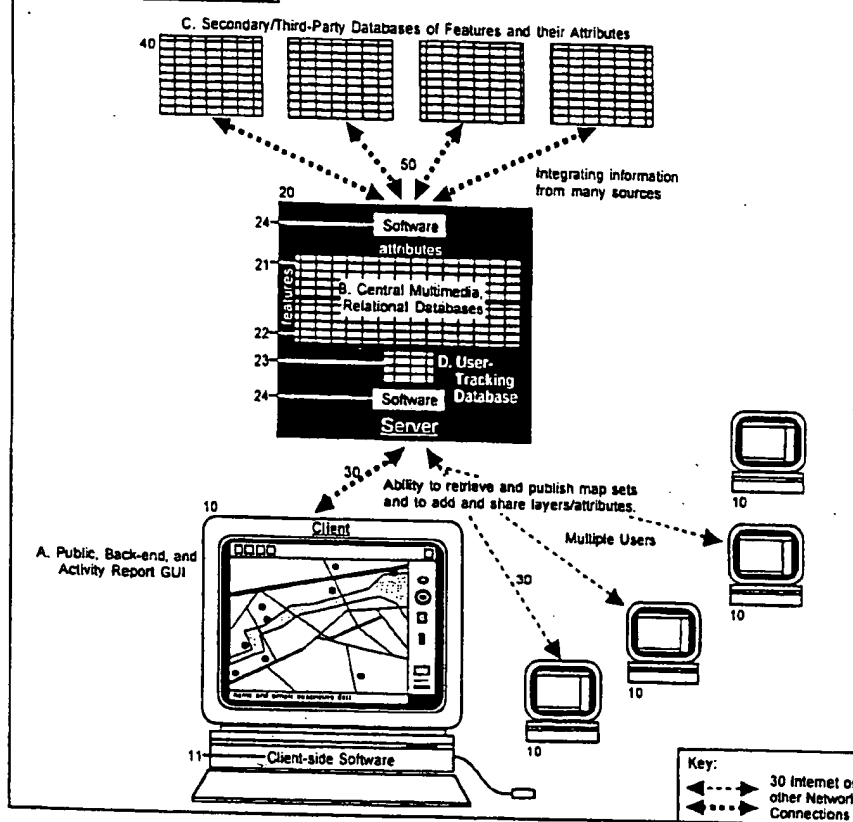 C. Secondary/Third-Party Databases of Features and their Attributes
40
50
Integrating information
from many sources
20
24
Software
attributes
21
features
B. Central Multimedia,
Relational Databases
22
23
D. User-
Tracking
Database
24
Software
Server
30
Ability to retrieve and publish map sets
and to add and share layers/attributes.
10
Client
A. Public, Back-end, and
Activity Report GUI
Multiple Users
30
10
10
10
10
11
Client-side Software
Key:
30 Internet or
other Network
Connections